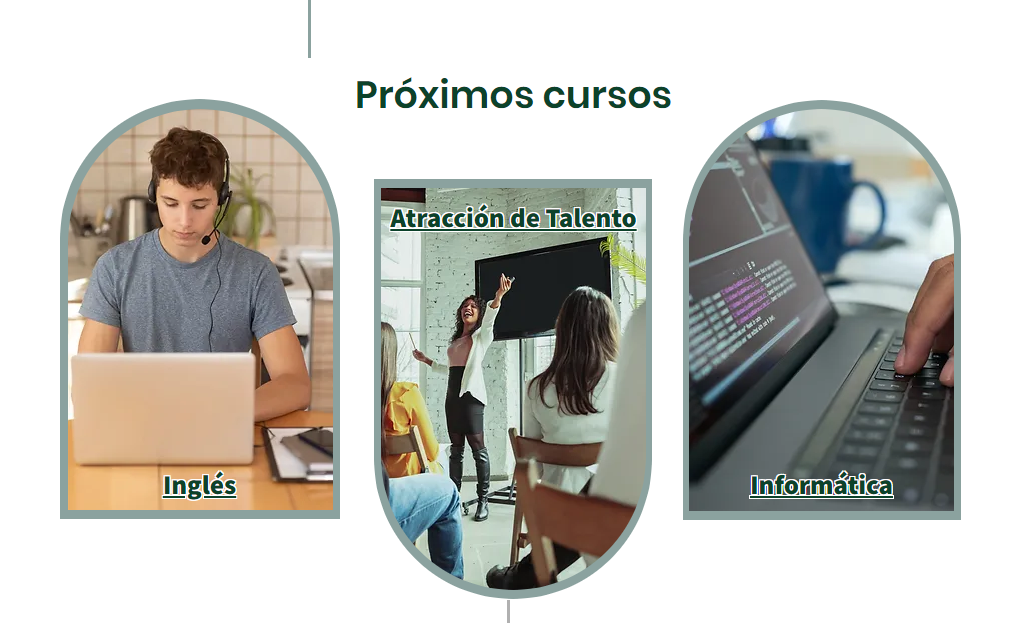 Próximos cursos
Atracción de Talento
Inglés
Informática